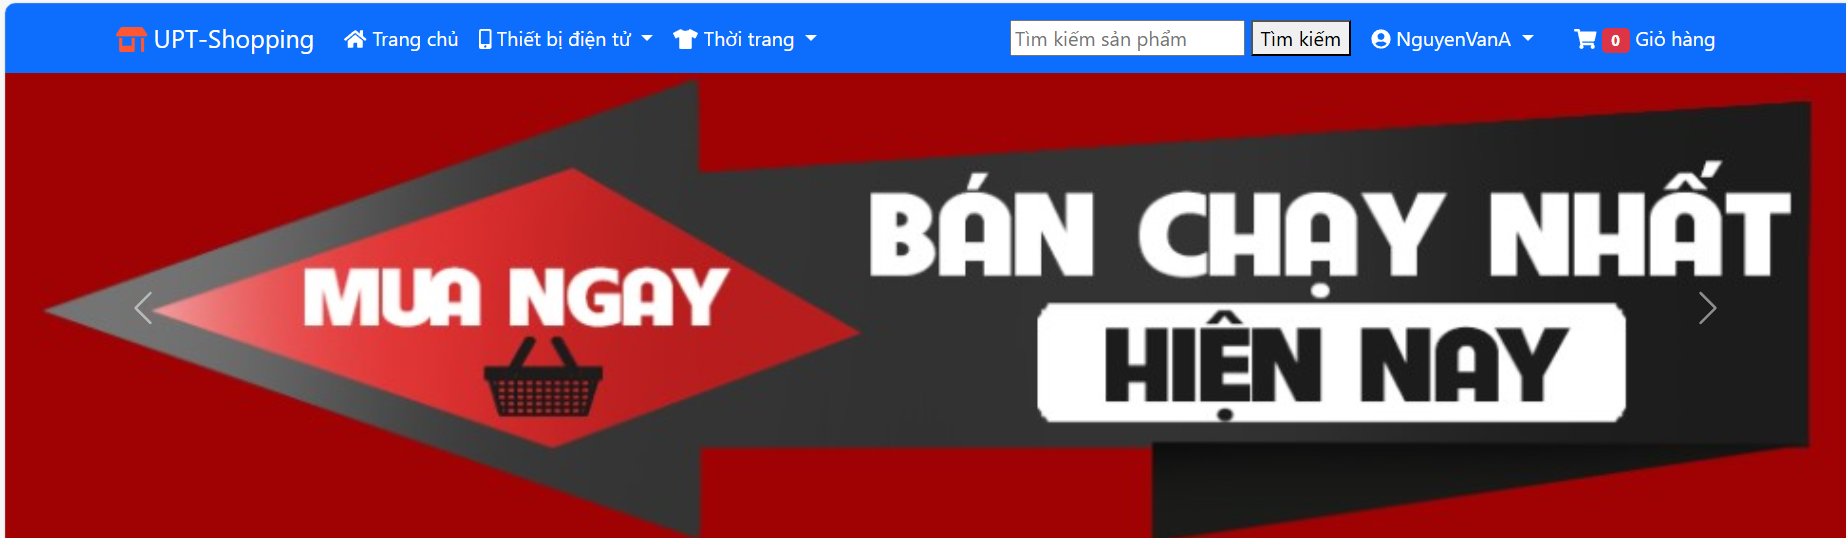 UPT-Shopping Trang chủ Thiết bị điện tử Thời trang Tìm kiếm sản phẩm Tìm kiếm NguyenVanA 0 Giỏ hàng
MUA NGAY
BÁN CHẠY NHẤT
HIỆN NAY